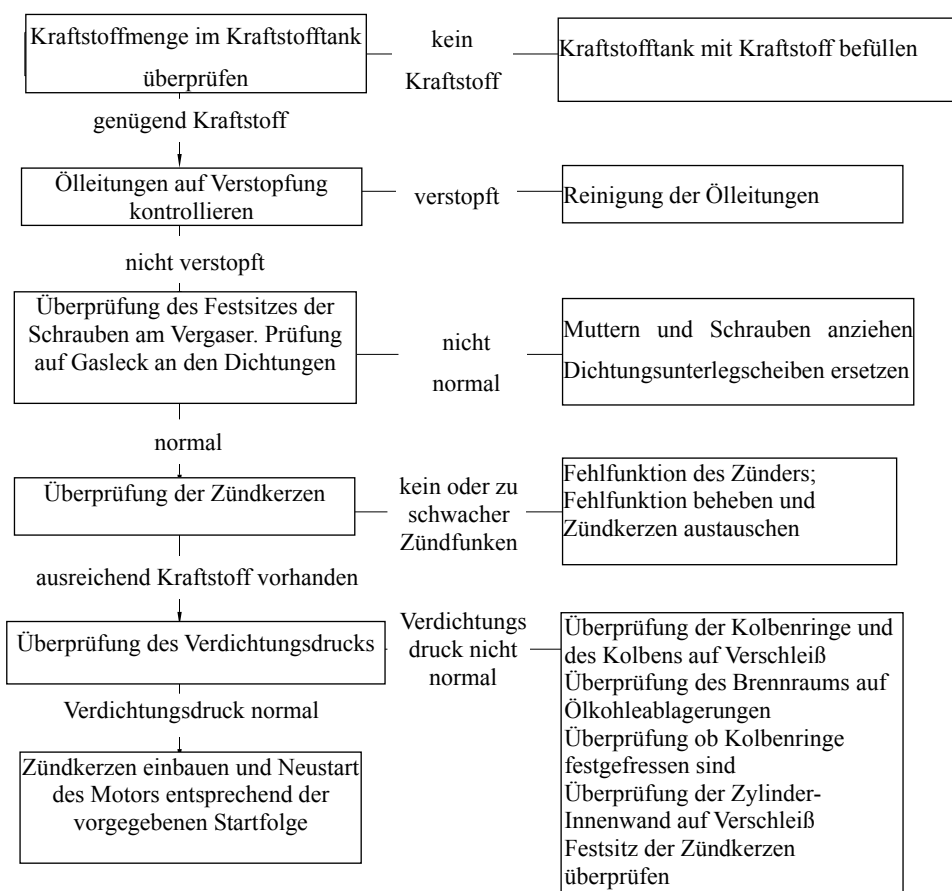 Kraftstoffmenge im Kraftstofftank
überprüfen
kein
Kraftstoff
Kraftstofftank mit Kraftstoff befüllen
genügend Kraftstoff
Ölleitungen auf Verstopfung
kontrollieren
verstopft
Reinigung der Ölleitungen
nicht verstopft
Überprüfung des Festsitzes der
Schrauben am Vergaser. Prüfung
auf Gasleck an den Dichtungen
nicht
normal
Muttern und Schrauben anziehen
Dichtungsunterlegscheiben ersetzen
normal
Überprüfung der Zündkerzen
kein oder zu
schwacher
Zündfunken
Fehlfunktion des Zünders;
Fehlfunktion beheben und
Zündkerzen austauschen
ausreichend Kraftstoff vorhanden
Überprüfung des Verdichtungsdrucks
Verdichtungs
druck nicht
normal
Überprüfung der Kolbenringe und
des Kolbens auf Verschleiß
Überprüfung des Brennraums auf
Ölkohleablagerungen
Überprüfung ob Kolbenringe
festgefressen sind
Überprüfung der Zylinder-
Innenwand auf Verschleiß
Festsitz der Zündkerzen
überprüfen
Verdichtungsdruck normal
Zündkerzen einbauen und Neustart
des Motors entsprechend der
vorgegebenen Startfolge